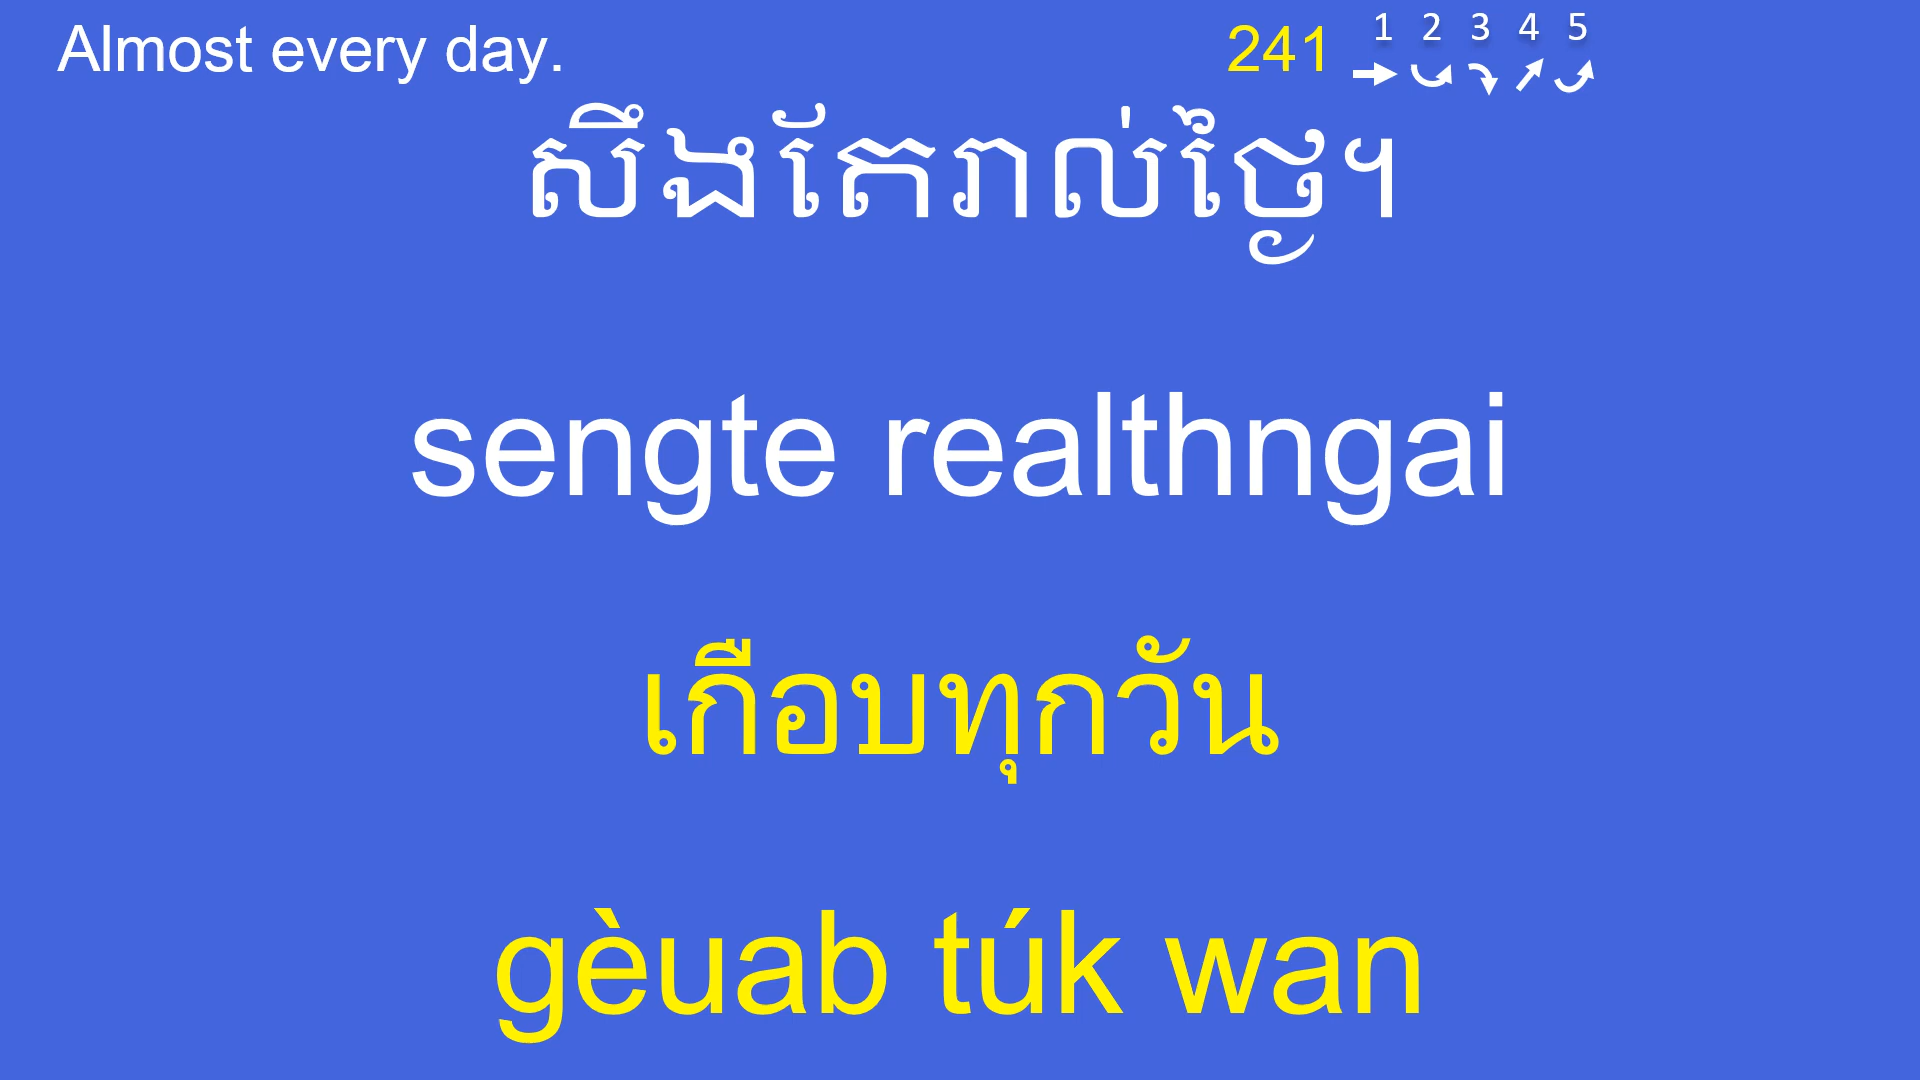 Almost every day.
241 1 2 3 4 5
សឹងតែរាល់ថ្ងៃ។
sengte realthngai
เกือบทุกวัน
gèuab túk wan